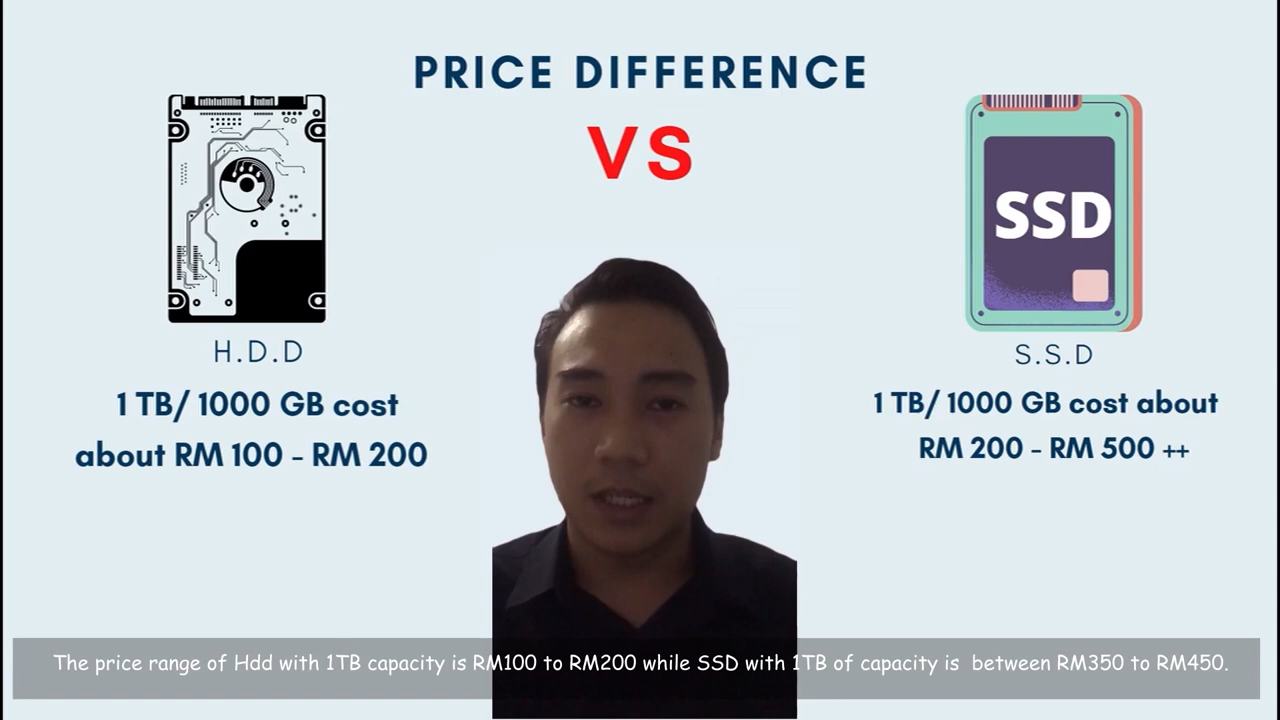 PRICE DIFFERENCE
VS
SSD
H.D.D
1 TB/ 1000 GB cost
about RM 100 - RM 200
S.S.D
1 TB/ 1000 GB cost about
RM 200 - RM 500 ++
The price range of Hdd with 1TB capacity is RM100 to RM200 while SSD with 1TB of capacity is  between RM350 to RM450.